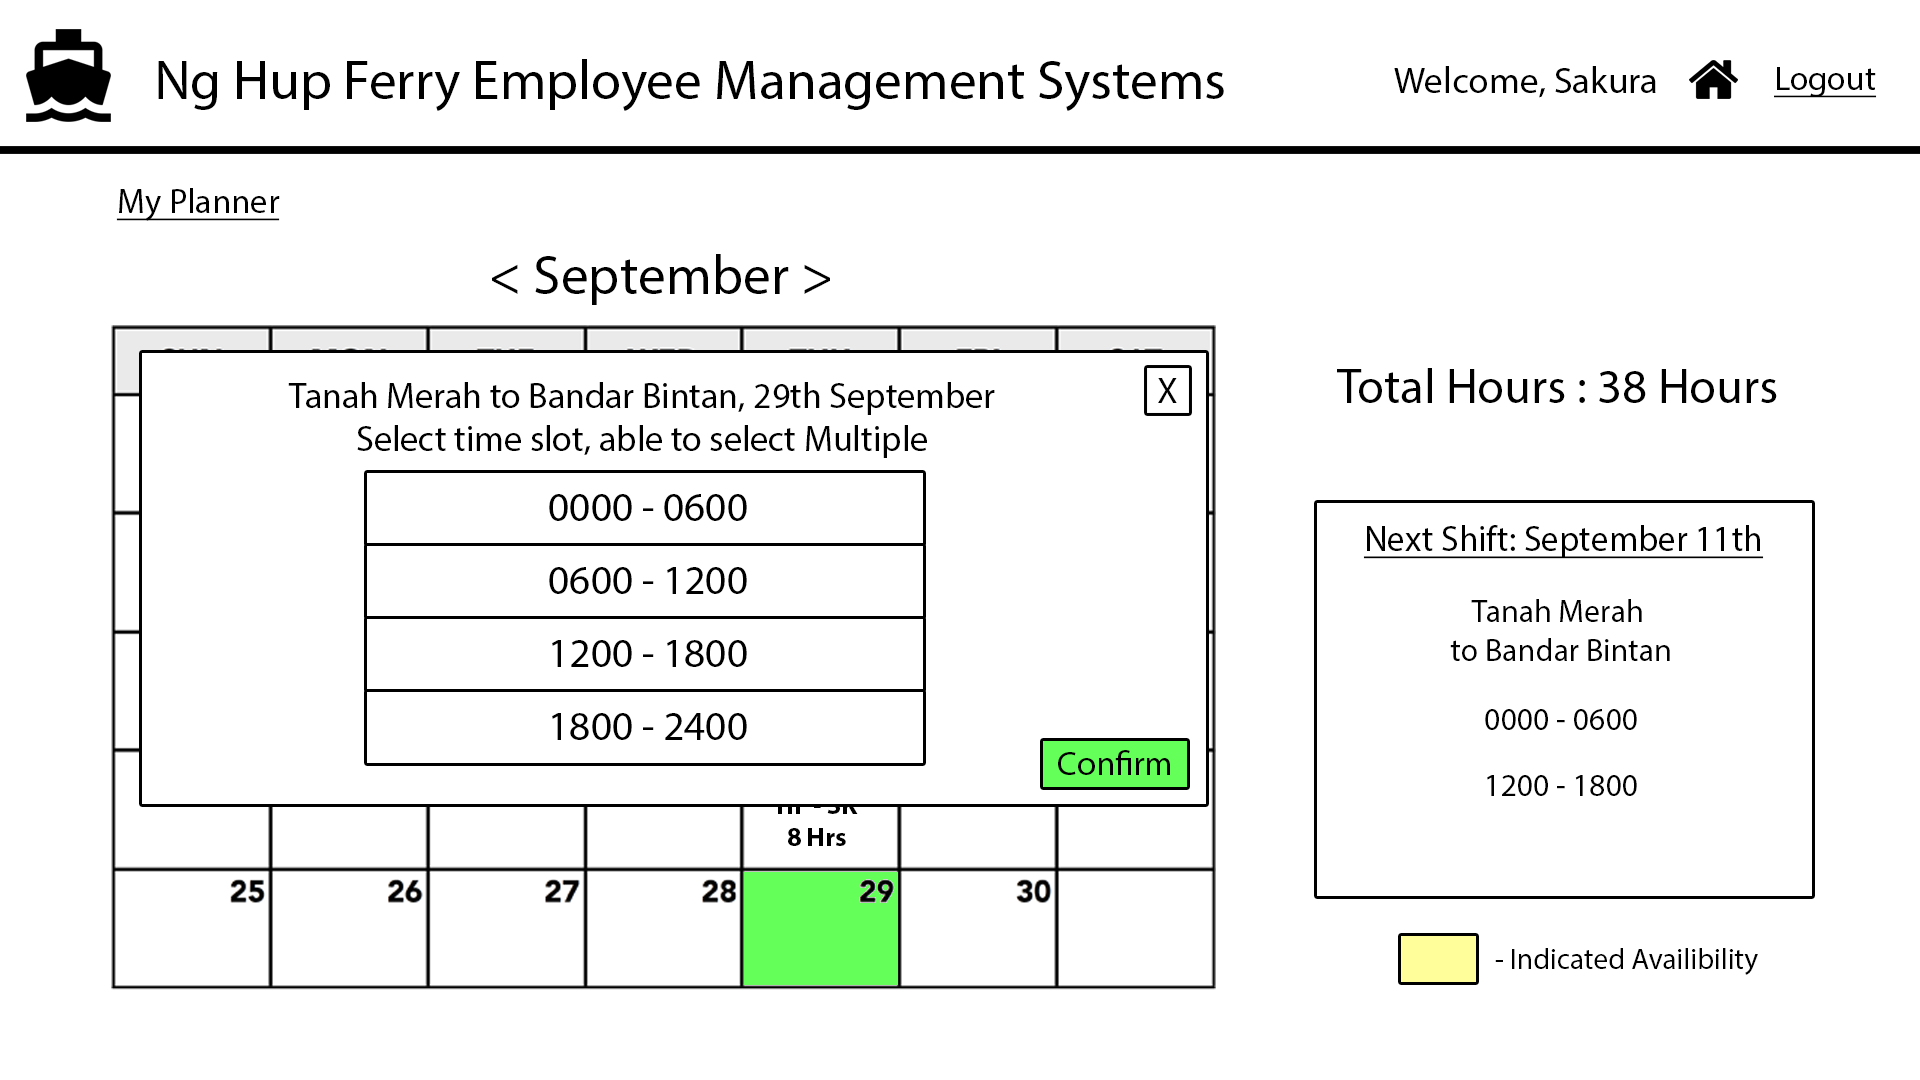 Ng Hup Ferry Employee Management Systems
Welcome, Sakura
Logout
My Planner
< September >
Tanah Merah to Bandar Bintan, 29th September
X
Select time slot, able to select Multiple
0000 - 0600
0600 - 1200
1200 - 1800
1800 - 2400
Confirm
8 Hrs
25
26
27
28
29
30
Total Hours : 38 Hours
Next Shift: September 11th
Tanah Merah
to Bandar Bintan
0000 - 0600
1200 - 1800
- Indicated Availibility